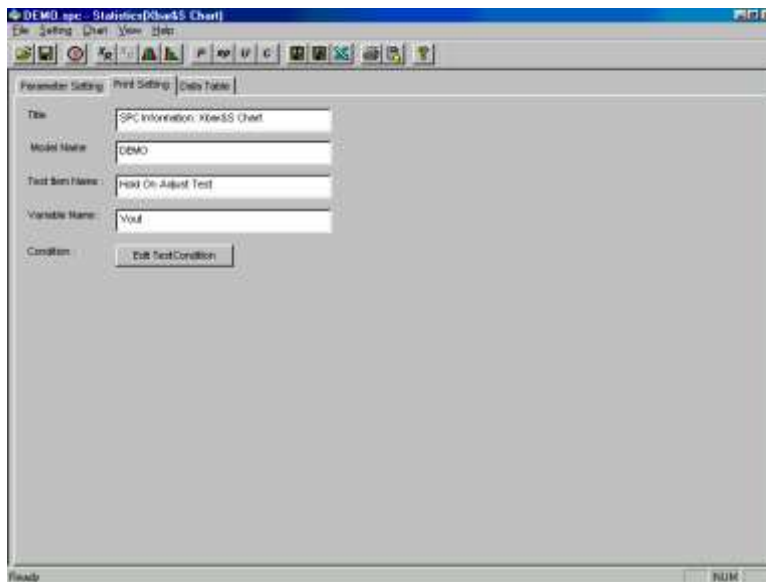 DEMO.spc - Statistics[Xbar&S Chart]
File Setting Chart View Help
P np U C
Parameter Setting Print Setting Data Table
Title
SPC Information: Xbar&S Chart
Model Name
DEMO
Test Item Name :
Hold On Adjust Test
Variable Name :
Vout
Condition :
Edit TestCondition
Ready
NUM